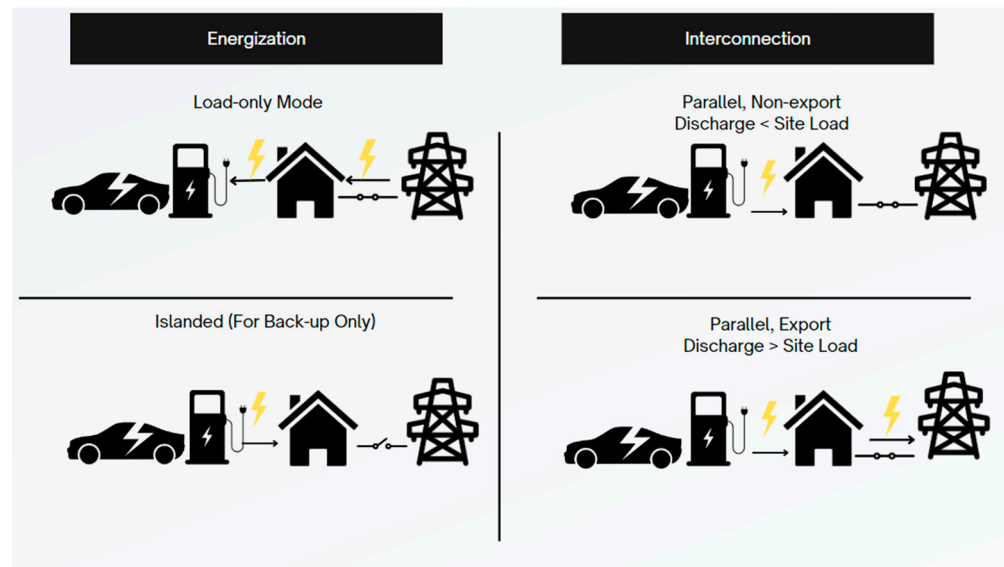 Energization
Interconnection
Load-only Mode
Parallel, Non-export
Discharge < Site Load
Islanded (For Back-up Only)
Parallel, Export
Discharge > Site Load